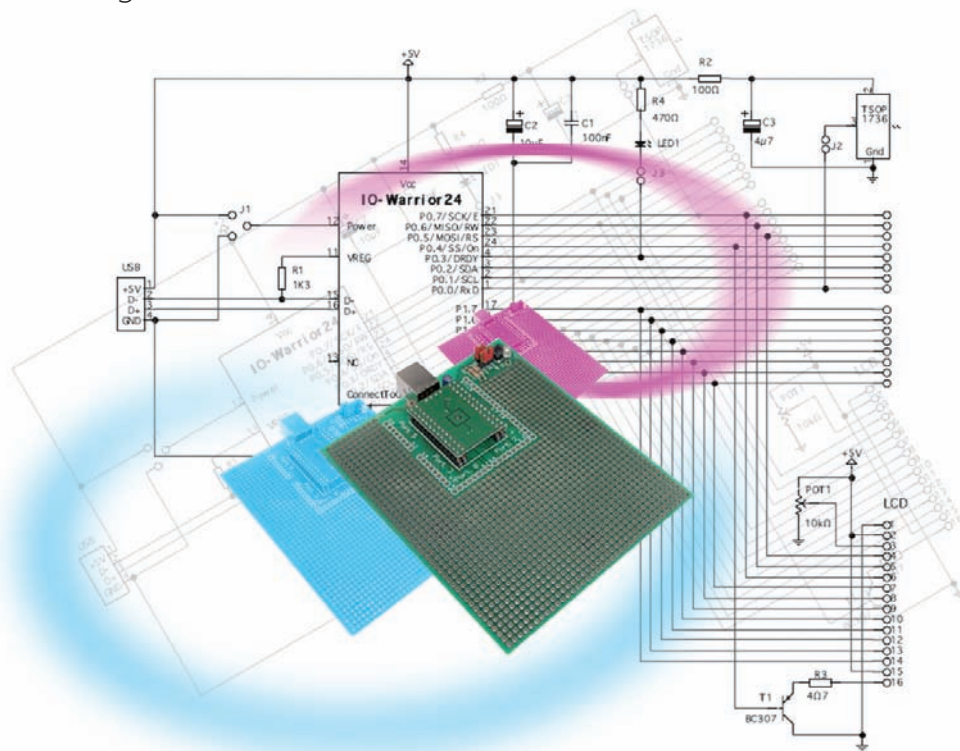 +5V
R2
100Ω
R4
470Ω
TSOP
1736
Gnd
C2
C1
100nF
LED1
C3
4µ7
J2
J3
14
Vcc
IO-Warrior24
J1
12
Power
11
VREG
R1
1K3
USB
+5V
D-
D+
GND
1
2
3
4
15
16
D-
D+
13
NC
P0.7/SCK/E
P0.6/MISO/RW
P0.5/MOSI/RS
P0.4/SS/On
P0.3/DRDY
P0.2/SDA
P0.1/SCL
P0.0/RxD
21
22
23
24
4
3
2
1
P1.7
17
P1.6
IO-Warrior24
Power
+5V
POT1
10kΩ
LCD
1
2
3
4
5
6
7
8
9
10
11
12
13
14
15
16
R3
4Ω7
T1
BC307